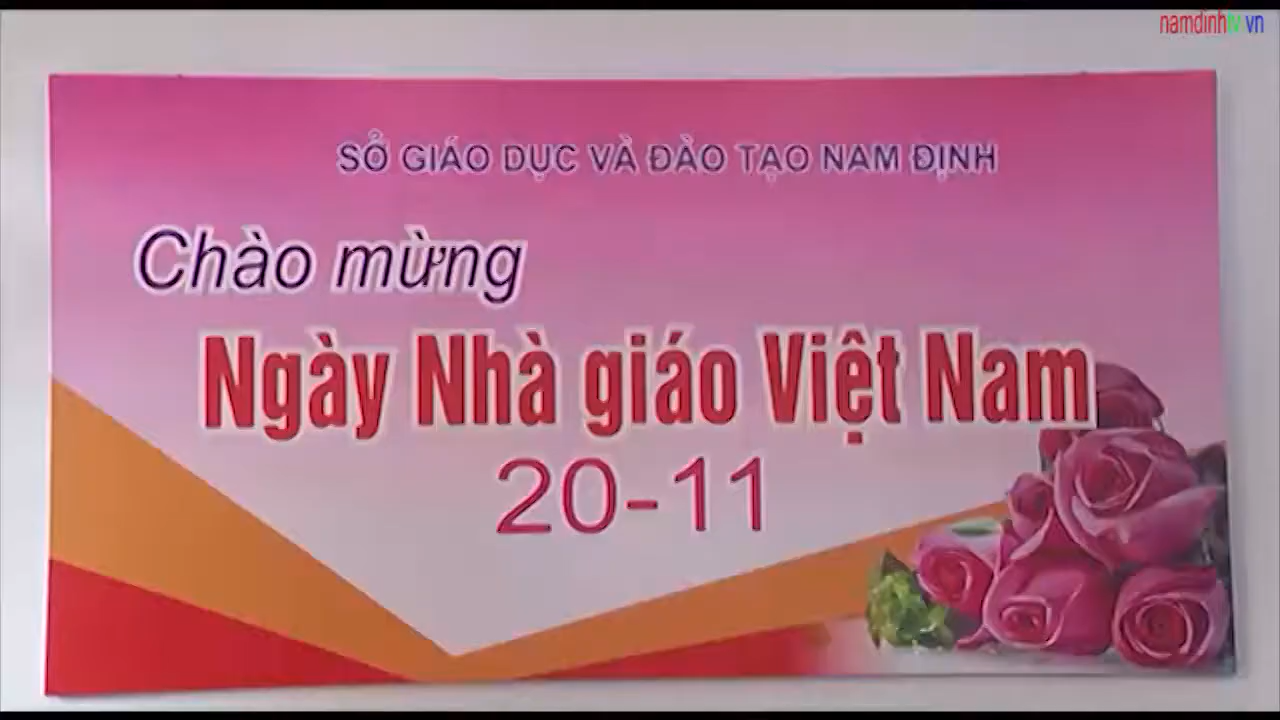 namdinhtv.vn
SỞ GIÁO DỤC VÀ ĐÀO TẠO NAM ĐỊNH
Chào mừng
Ngày Nhà giáo Việt Nam
20-11